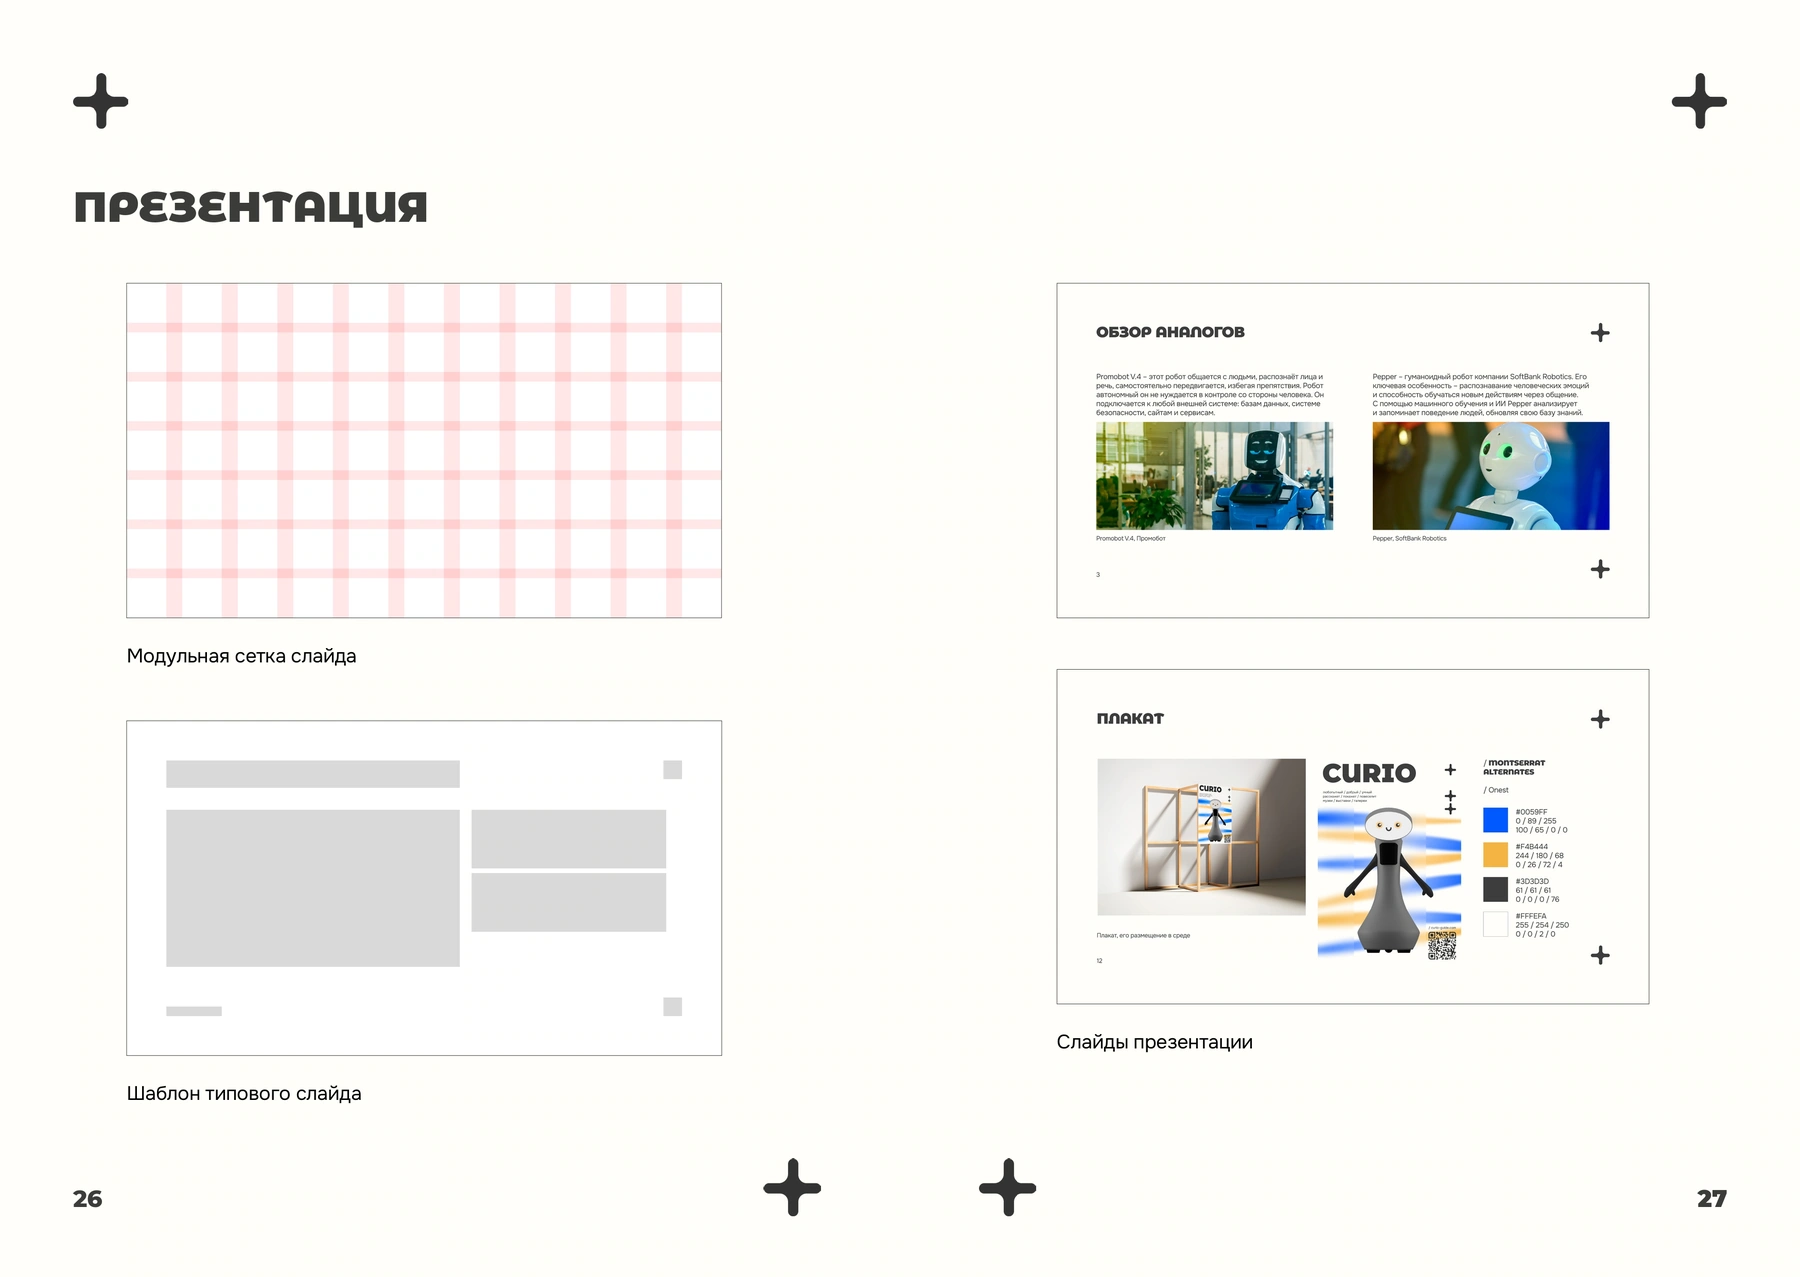 ПРЕЗЕНТАЦИЯ
Модульная сетка слайда
Шаблон типового слайда
26
ОБЗОР АНАЛОГОВ
Promobot V.4 – этот робот общается с людьми, распознаёт лица и
речь, самостоятельно передвигается, избегая препятствия. Робот
автономный он не нуждается в контроле со стороны человека. Он
подключается к любой внешней системе: базам данных, системе
безопасности, сайтам и сервисам.
Promobot V.4, Промобот
Pepper – гуманоидный робот компании SoftBank Robotics. Его
ключевая особенность – распознавание человеческих эмоций
и способность обучаться новым действиям через общение.
С помощью машинного обучения и ИИ Pepper анализирует
и запоминает поведение людей, обновляя свою базу знаний.
Pepper, SoftBank Robotics
3
ПЛАКАТ
CURIO
Плакат, его размещение в среде
12
CURIO
/ MONTSERRAT
ALTERNATES
/ Onest
#0059FF
0 / 89 / 255
100 / 65 / 0 / 0
#F4B444
244 / 180 / 68
0 / 26 / 72 / 4
#3D3D3D
61 / 61 / 61
0 / 0 / 0 / 76
#FFFEFA
255 / 254 / 250
0 / 0 / 2 / 0
Слайды презентации
27